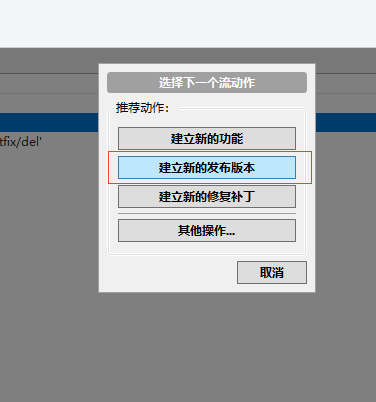 选择下一个流动作
推荐动作：
建立新的功能
tfix/del'
建立新的发布版本
建立新的修复补丁
其他操作...
取消